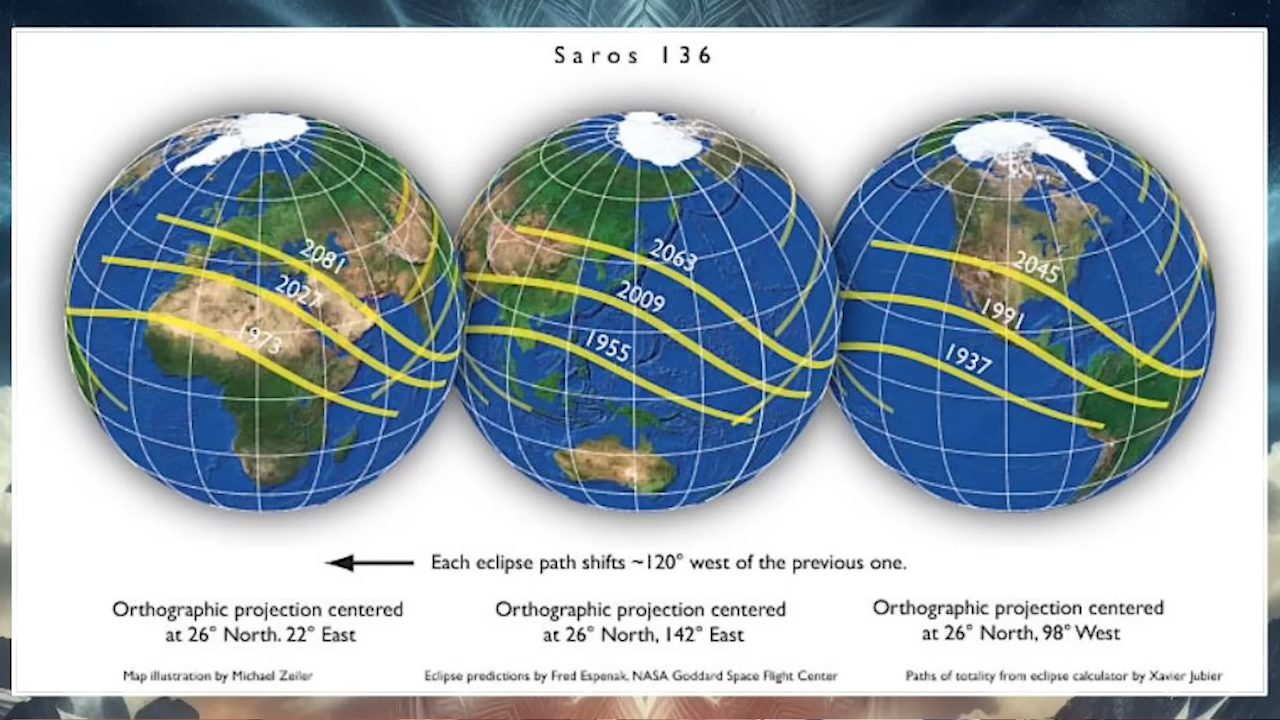 Saros 136
2081
2027
1973
2063
2009
1955
2045
1991
1937
Each eclipse path shifts ~120° west of the previous one.
Orthographic projection centered
at 26° North. 22° East
Orthographic projection centered
at 26° North, 142° East
Orthographic projection centered
at 26° North, 98° West
Map illustration by Michael Zeiler
Eclipse predictions by Fred Espenak, NASA Goddard Space Flight Center
Paths of totality from eclipse calculator by Xavier Jubier